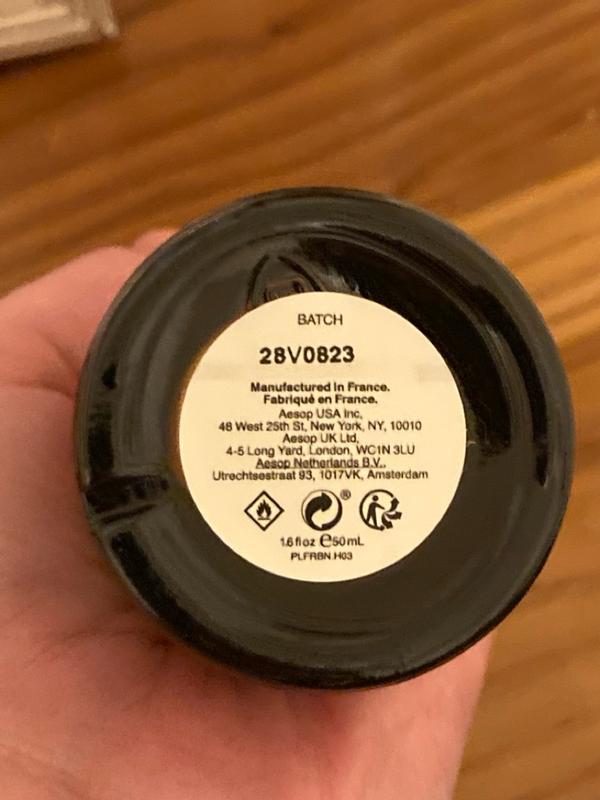 BATCH
28V0823
Manufactured in France.
Fabriqué en France.
Aesop USA Inc,
48 West 25th St, New York, NY, 10010
Aesop UK Ltd,
4-5 Long Yard, London, WC1N 3LU
Aesop Netherlands B.V.,
Utrechtsestraat 93, 1017VK, Amsterdam
®
1.6 fl oz ℮50 mL
PLFRBN.H03